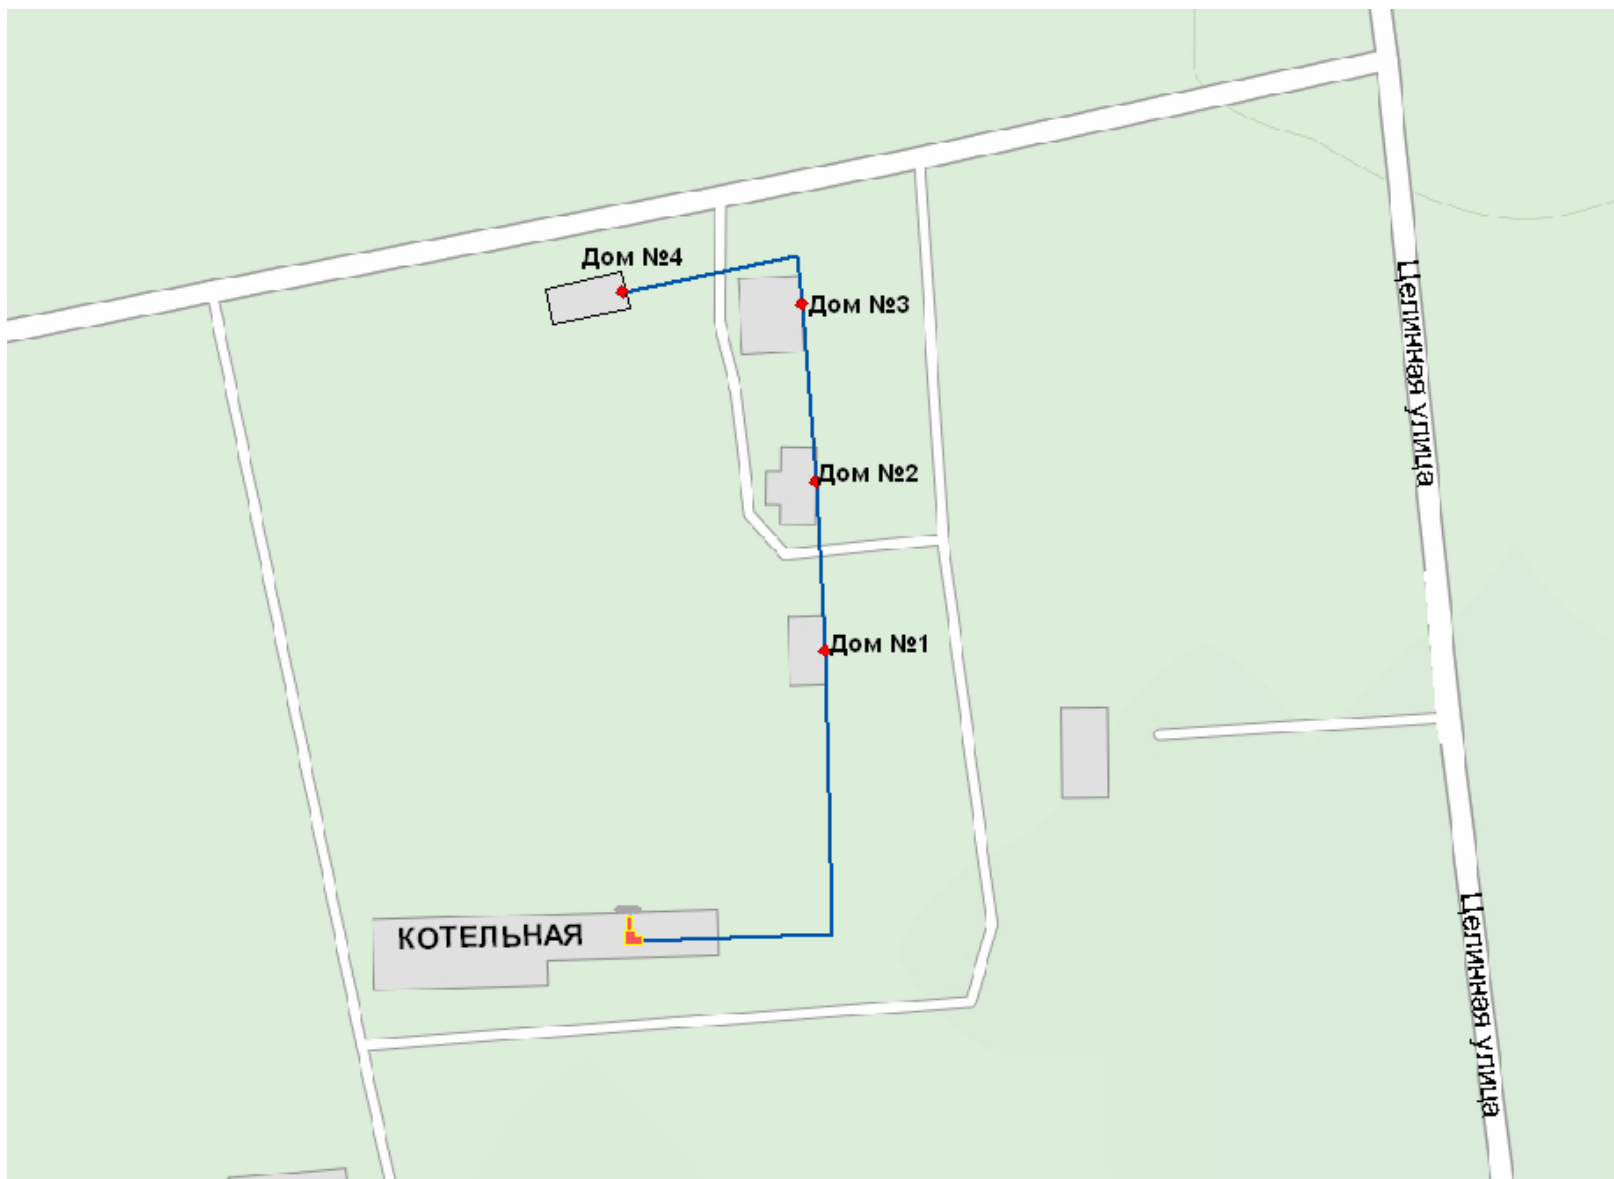 Дом №4
Дом №3
Целинная улица
Дом №2
Дом №1
КОТЕЛЬНАЯ
Целинная улица